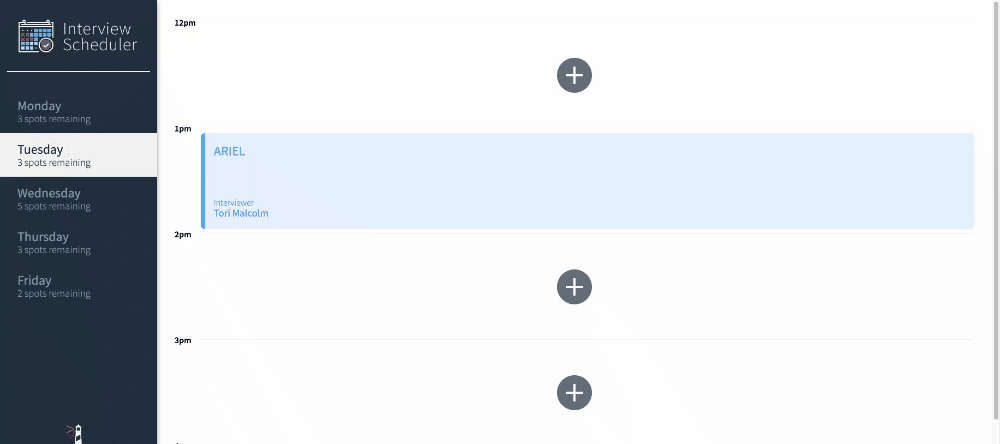 Interview
Scheduler
Monday
3 spots remaining
Tuesday
3 spots remaining
Wednesday
5 spots remaining
Thursday
3 spots remaining
Friday
2 spots remaining
12pm
1pm
ARIEL
Interviewer
Tori Malcolm
2pm
3pm